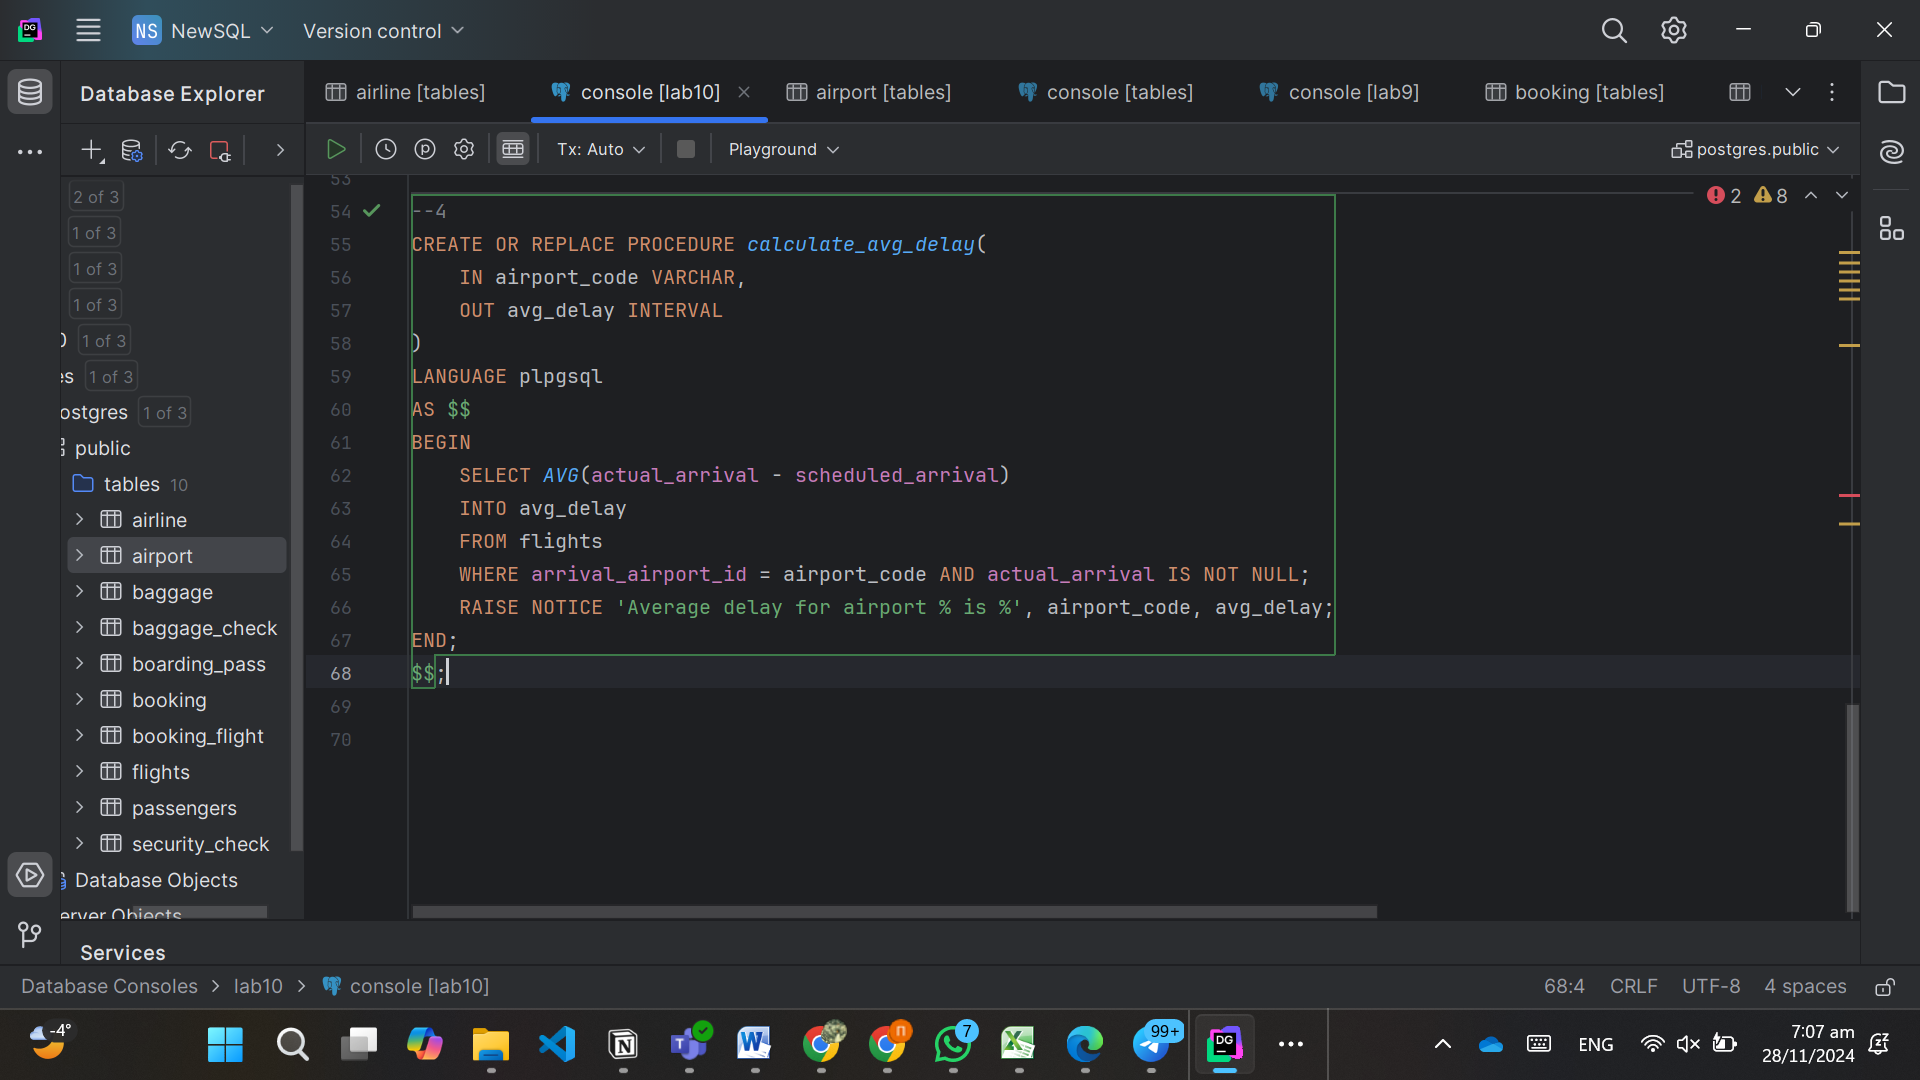 DG
NS NewSQL
Version control
Database Explorer
airline [tables]
console [lab10]
airport [tables]
console [tables]
console [lab9]
booking [tables]
Tx: Auto
Playground
postgres.public
2 of 3
1 of 3
1 of 3
1 of 3
1 of 3
es 1 of 3
ostgres 1 of 3
public
tables 10
airline
airport
baggage
baggage_check
boarding_pass
booking
booking_flight
flights
passengers
security_check
Database Objects
erver Objects
2 8
53
54 --4
55 CREATE OR REPLACE PROCEDURE calculate_avg_delay(
56 IN airport_code VARCHAR,
57 OUT avg_delay INTERVAL
58 )
59 LANGUAGE plpgsql
60 AS $$
61 BEGIN
62 SELECT AVG(actual_arrival - scheduled_arrival)
63 INTO avg_delay
64 FROM flights
65 WHERE arrival_airport_id = airport_code AND actual_arrival IS NOT NULL;
66 RAISE NOTICE 'Average delay for airport % is %', airport_code, avg_delay;
67 END;
68 $$;
69
70
Services
Database Consoles > lab10 > console [lab10]
68:4 CRLF UTF-8 4 spaces
-4°
7
99+
DG
ENG
7:07 am
28/11/2024